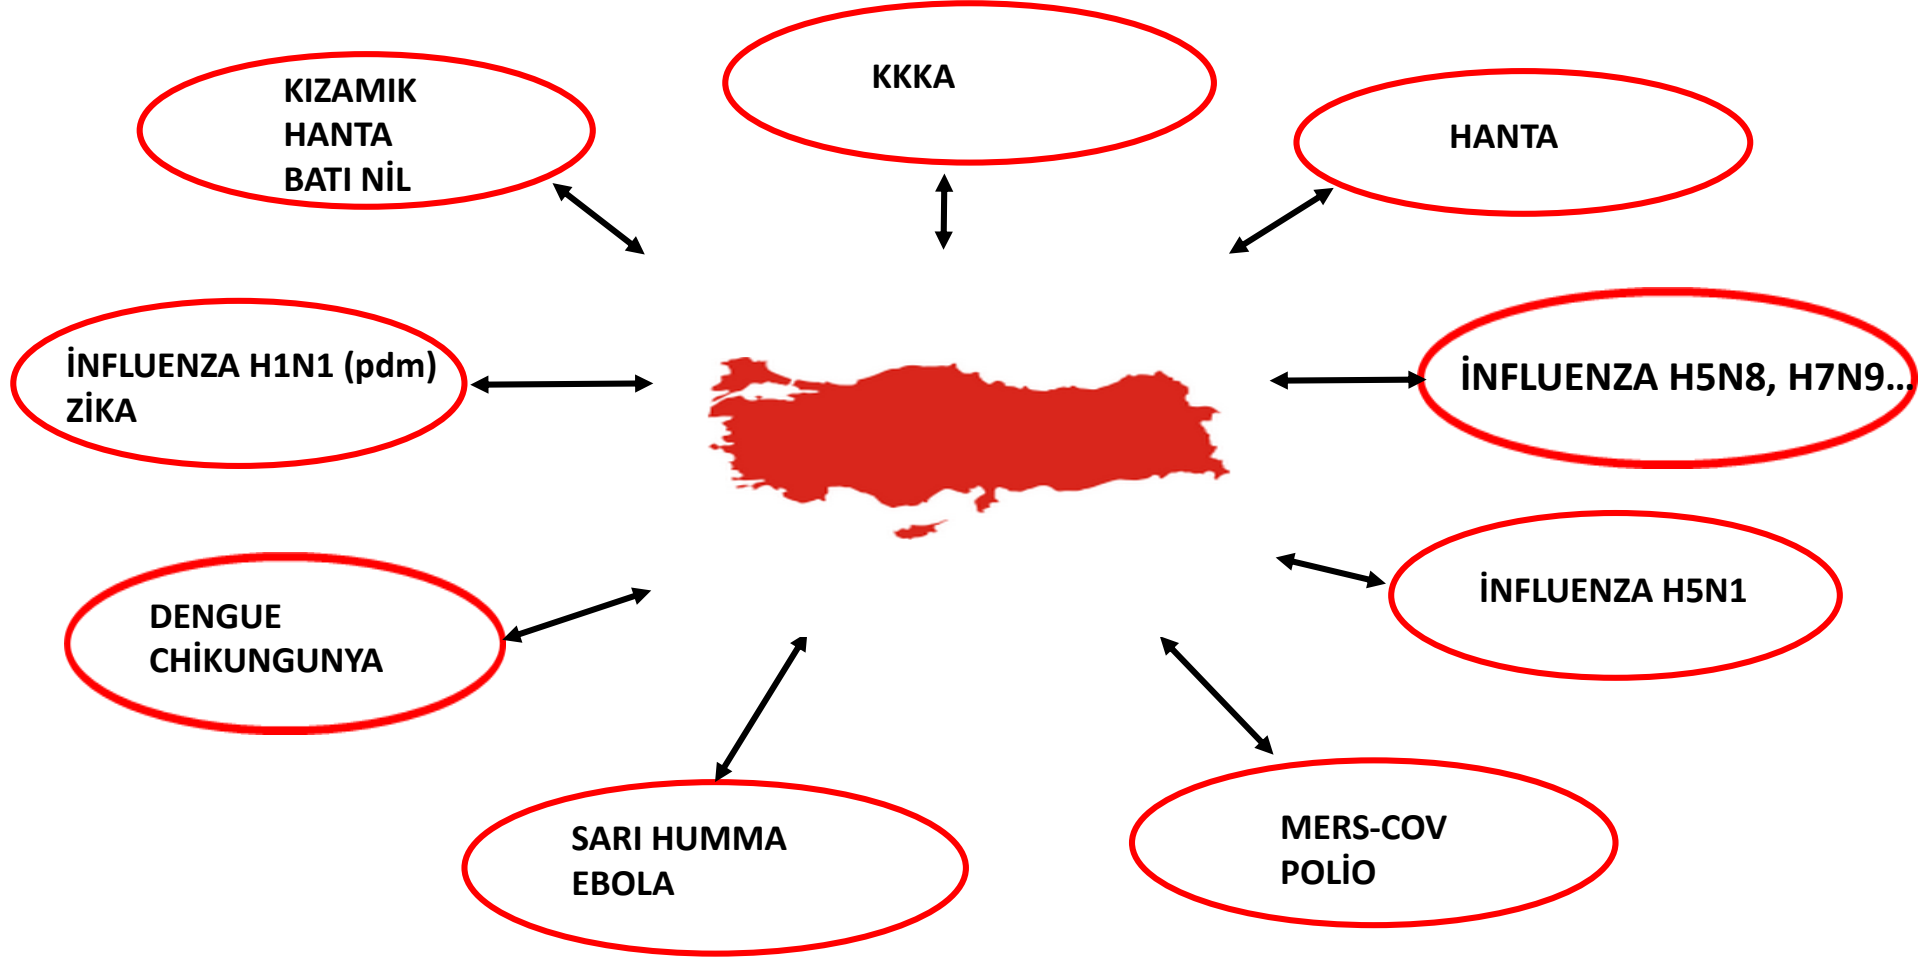 KKKA
KIZAMIK
HANTA
BATI NİL
HANTA
İNFLUENZA H1N1 (pdm)
ZİKA
İNFLUENZA H5N8, H7N9...
DENGUE
CHİKUNGUNYA
İNFLUENZA H5N1
SARI HUMMA
EBOLA
MERS-COV
POLİO